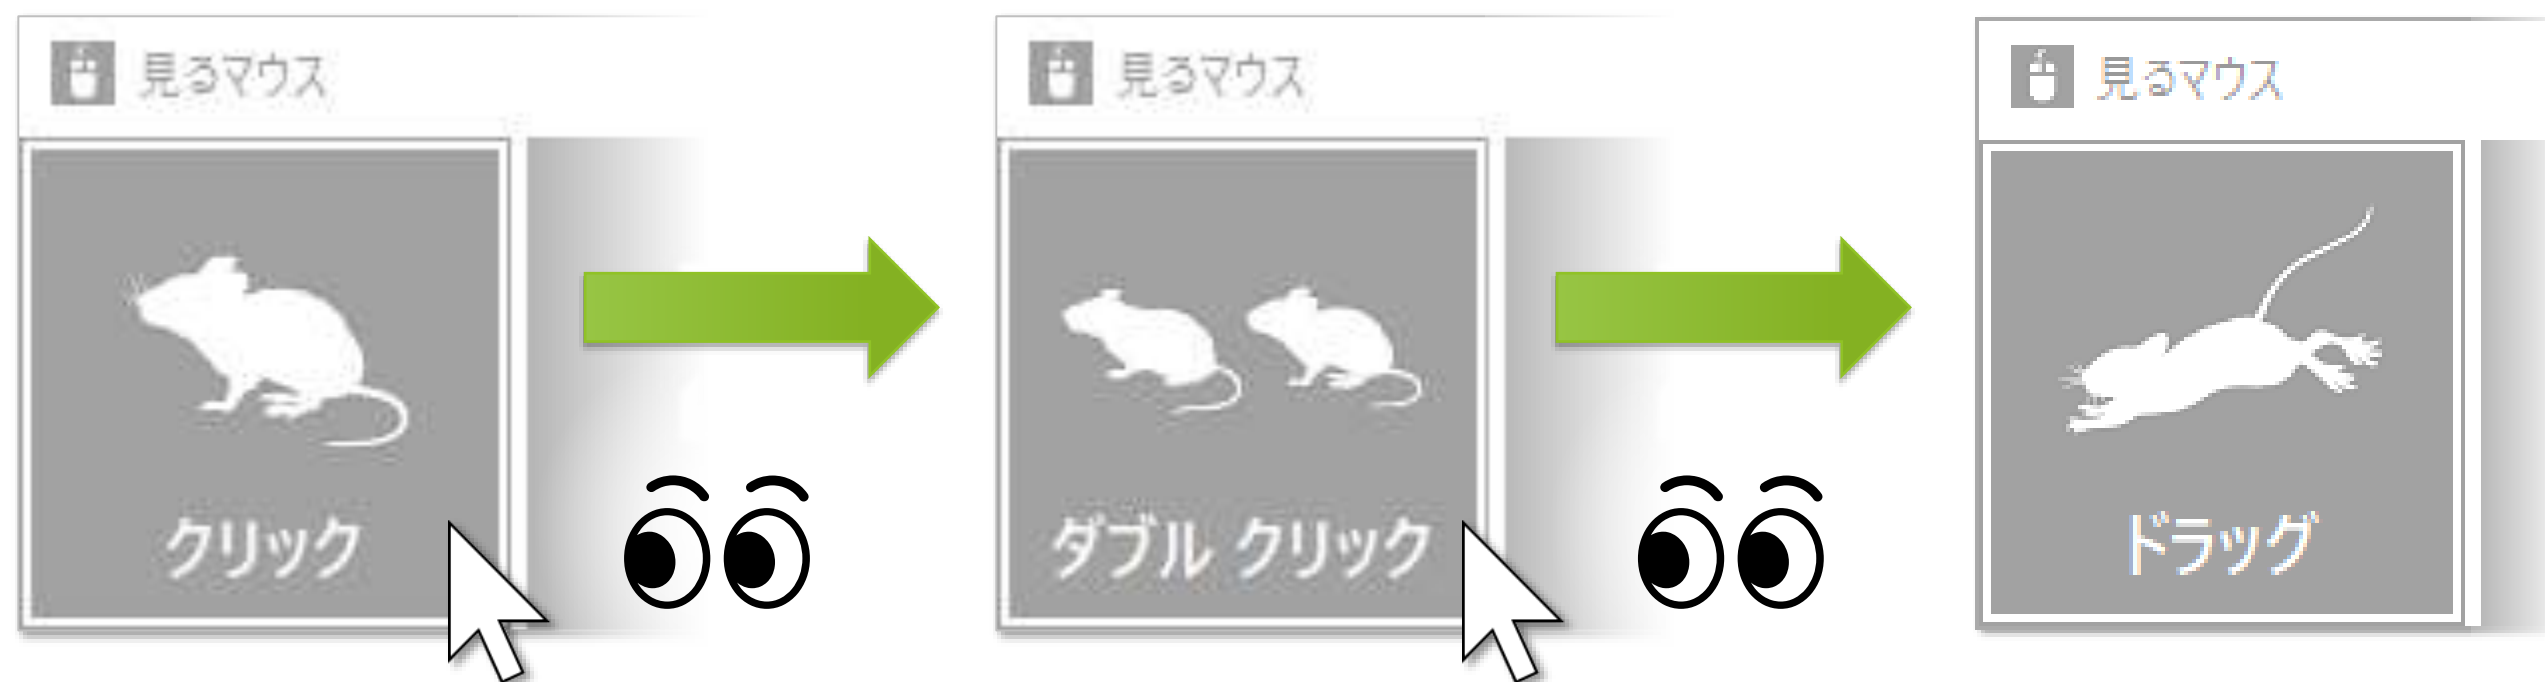 見るマウス
クリック
見るマウス
ダブル クリック
見るマウス
ドラッグ